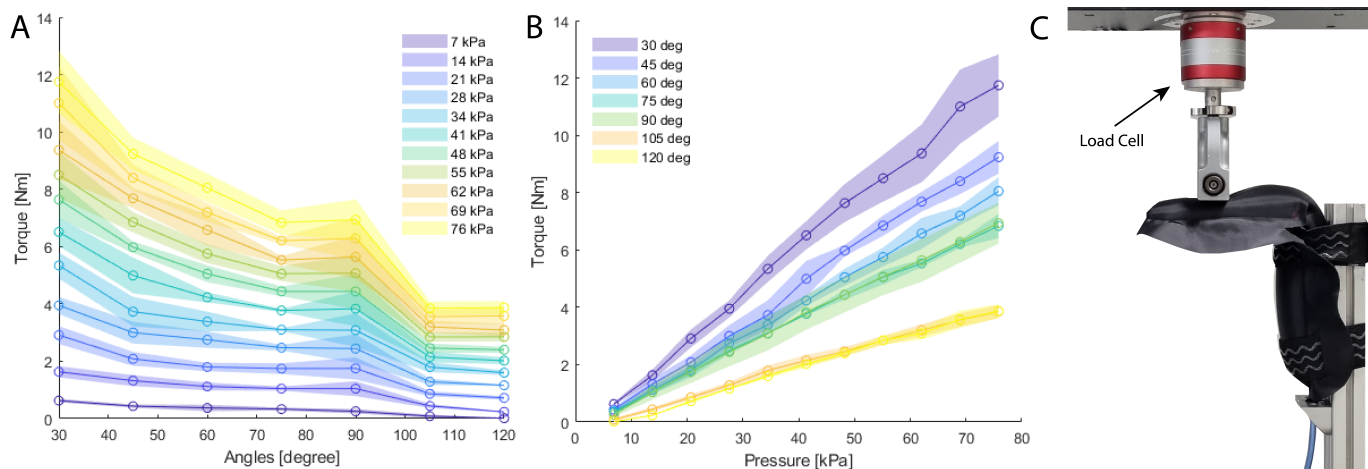 A
14
12
10
8
6
4
2
0
30
40
50
60
70
80
90
100
110
120
Torque [Nm]
Angles [degree]
7 kPa
14 kPa
21 kPa
28 kPa
34 kPa
41 kPa
48 kPa
55 kPa
62 kPa
69 kPa
76 kPa
B
14
12
10
8
6
4
2
0
0
10
20
30
40
50
60
70
80
Torque [Nm]
Pressure [kPa]
30 deg
45 deg
60 deg
75 deg
90 deg
105 deg
120 deg
C
Load Cell